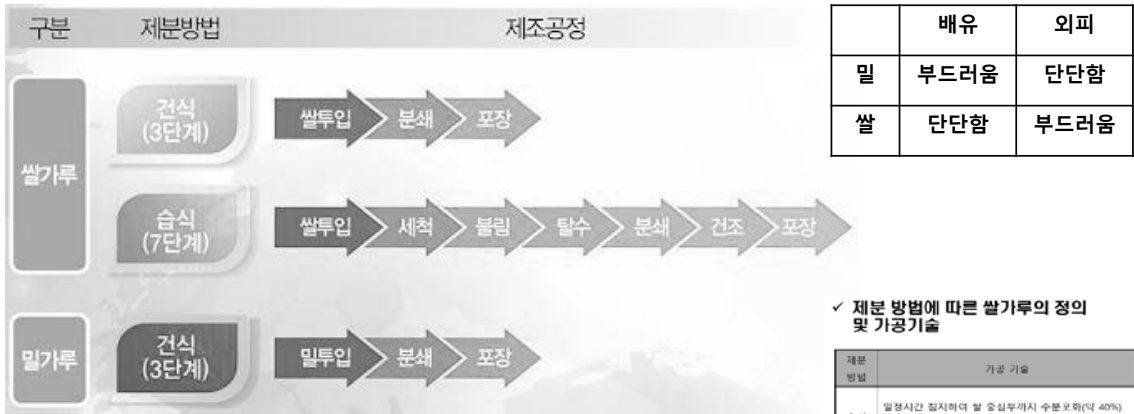 구분 제분방법 제조공정
쌀가루
건식
(3단계)
쌀투입 분쇄 포장
습식
(7단계)
쌀투입 세척 불림 탈수 분쇄 건조 포장
밀가루
건식
(3단계)
밀투입 분쇄 포장
배유 외피
밀 부드러움 단단함
쌀 단단함 부드러움
✓ 제분 방법에 따른 쌀가루의 정의
및 가공기술
제분
방법
가공 기술
일정시간 침지하여 쌀 중심부까지 수분포화(약 40%)